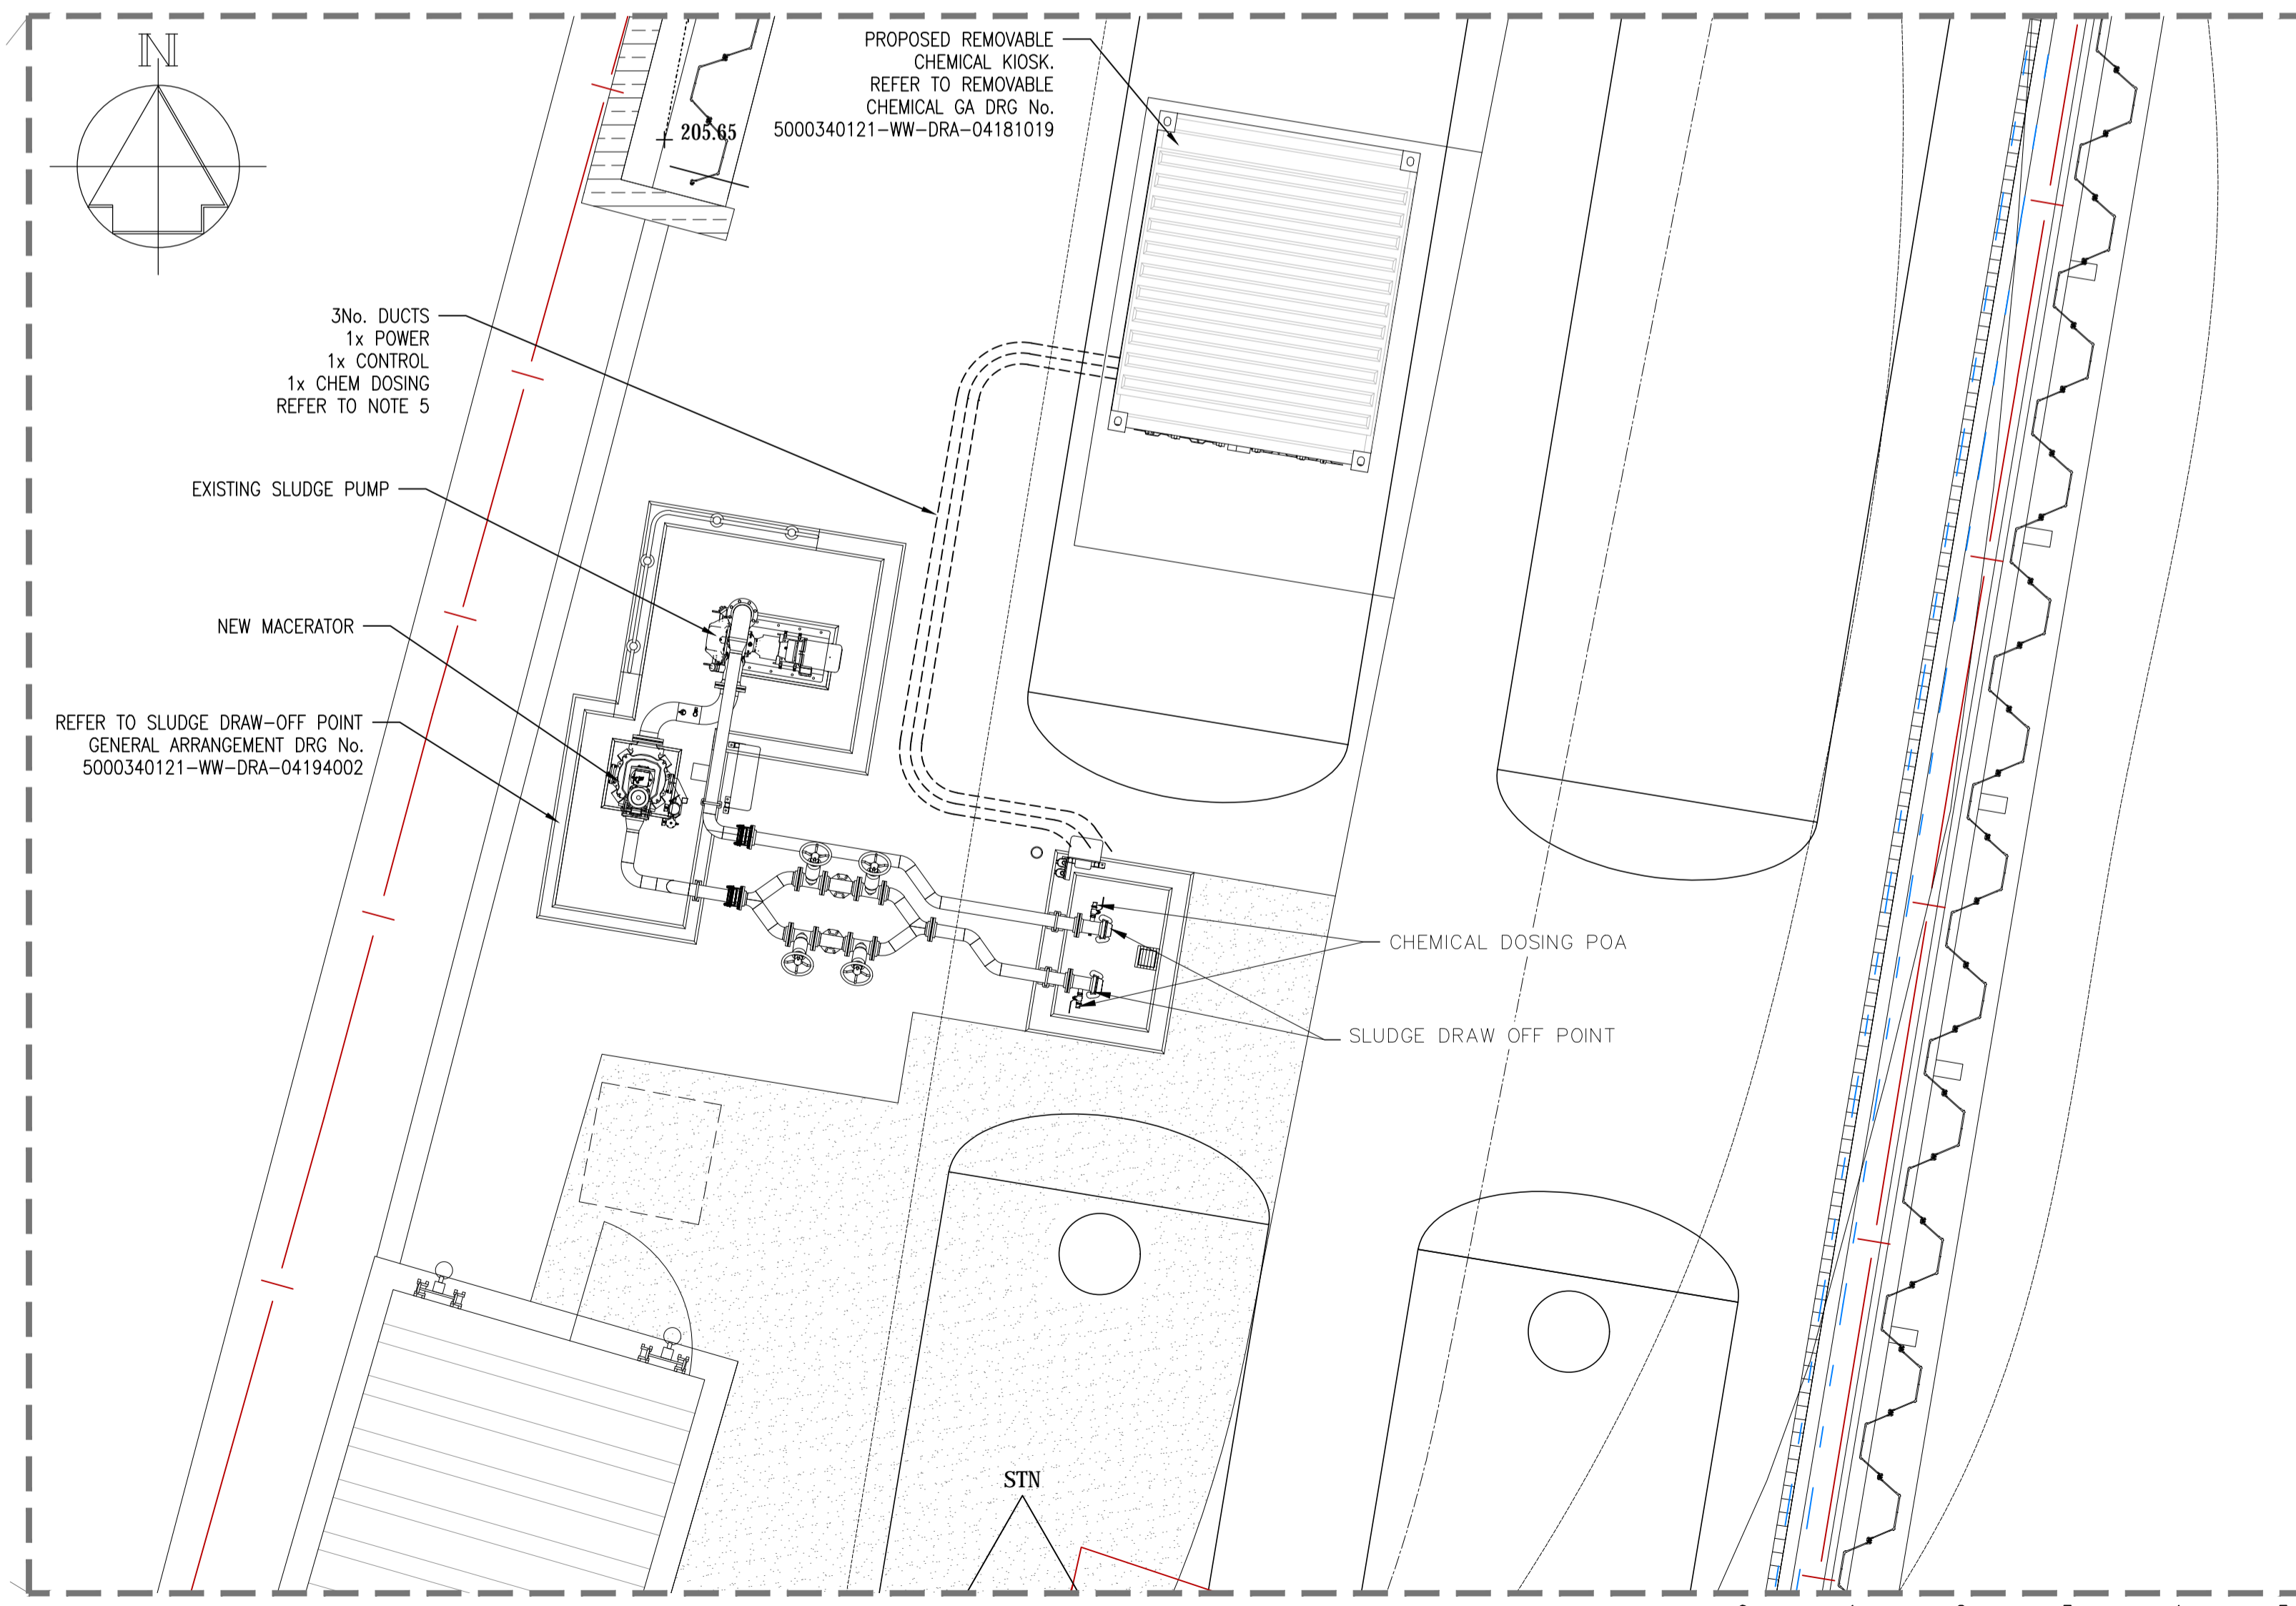 N
PROPOSED REMOVABLE
CHEMICAL KIOSK.
REFER TO REMOVABLE
CHEMICAL GA DRG No.
5000340121-WW-DRA-04181019
205.65
3No. DUCTS
1x POWER
1x CONTROL
1x CHEM DOSING
REFER TO NOTE 5
EXISTING SLUDGE PUMP
NEW MACERATOR
REFER TO SLUDGE DRAW-OFF POINT
GENERAL ARRANGEMENT DRG No.
5000340121-WW-DRA-04194002
CHEMICAL DOSING POA
SLUDGE DRAW OFF POINT
STN